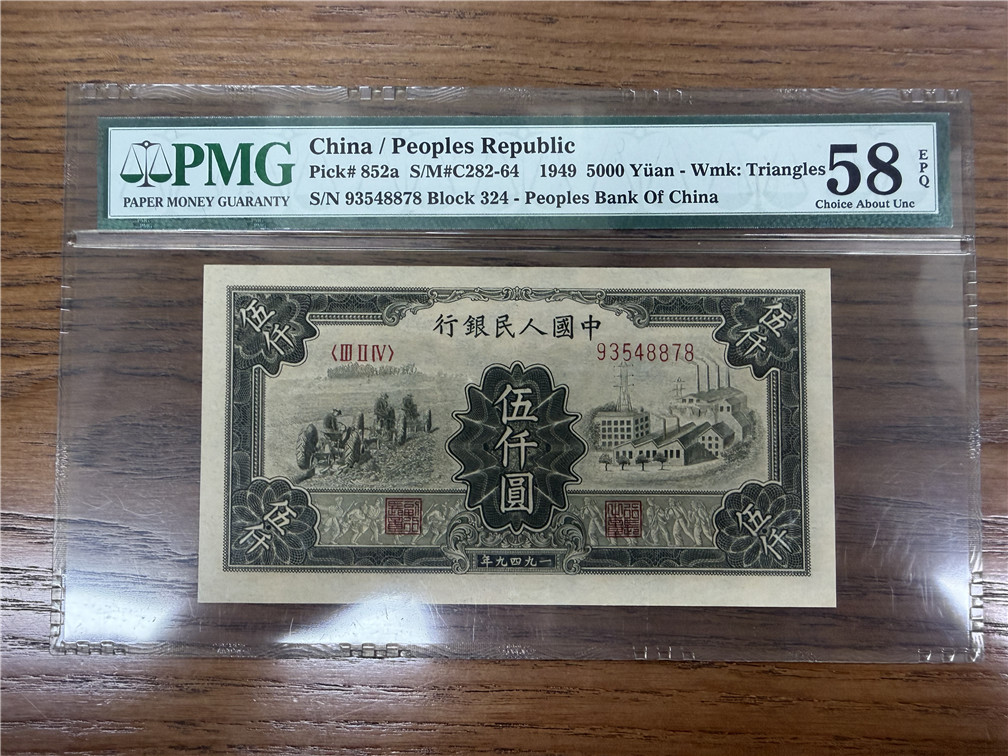 PMG
PAPER MONEY GUARANTY
China / Peoples Republic
Pick# 852a S/M#C282-64 1949 5000 Yüan - Wmk: Triangles
S/N 93548878 Block 324 - Peoples Bank Of China
58
EPQ
Choice About Unc
伍仟
伍仟
行銀民人國中
〈III II IV〉
93548878
伍仟圓
伍仟
伍仟
年九四九一